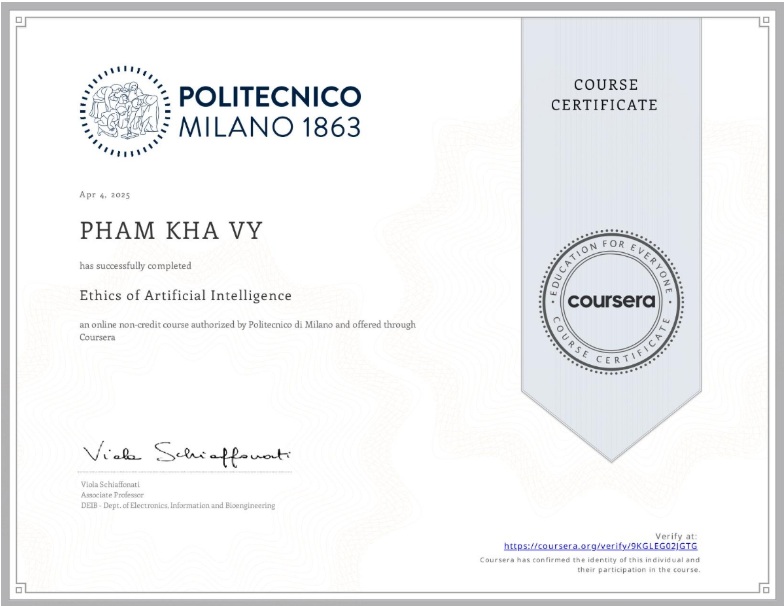 POLITECNICO
MILANO 1863
COURSE
CERTIFICATE
Apr 4, 2025
PHAM KHA VY
has successfully completed
Ethics of Artificial Intelligence
an online non-credit course authorized by Politecnico di Milano and offered through
Coursera
EDUCATION FOR EVERYONE
coursera
COURSE CERTIFICATE
Viola Schiaffonati
Viola Schiaffonati
Associate Professor
DEIB - Dept. of Electronics, Information and Bioengineering
Verify at:
https://coursera.org/verify/9KGLEG02JGTG
Coursera has confirmed the identity of this individual and
their participation in the course.